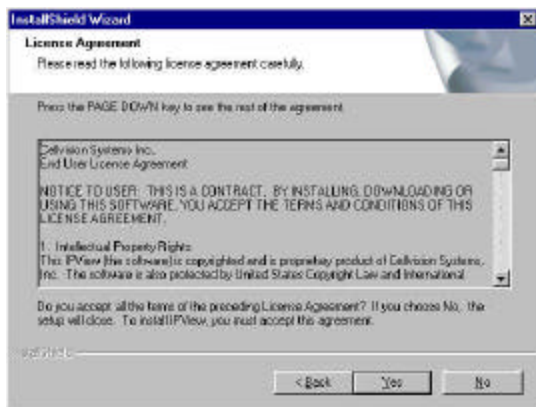 InstallShield Wizard
License Agreement
Please read the following license agreement carefully.
Press the PAGE DOWN key to see the rest of the agreement.
Cellvision Systems Inc.
End User License Agreement
NOTICE TO USER: THIS IS A CONTRACT. BY INSTALLING, DOWNLOADING OR
USING THIS SOFTWARE, YOU ACCEPT THE TERMS AND CONDITIONS OF THIS
LICENSE AGREEMENT.
1. Intellectual Property Rights
This IPView (the software) is copyrighted and is proprietary product of Cellvision Systems,
Inc. The software is also protected by United States Copyright Law and International
Do you accept all the terms of the preceding License Agreement? If you choose No, the
setup will close. To install IPView, you must accept this agreement.
InstallShield
< Back
Yes
No